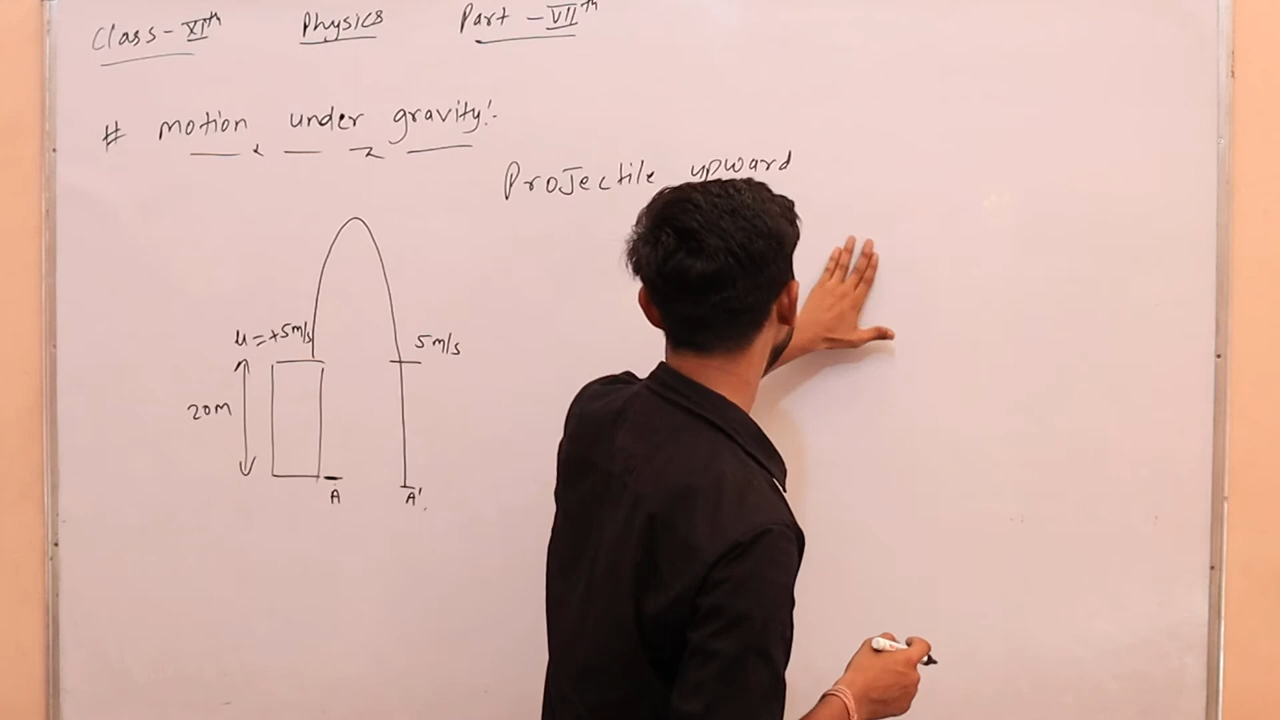 Class - XIth Physics Part - VIIth
# motion under gravity:-
Projectile upward
u = +5m/s
5m/s
20m
A
A'